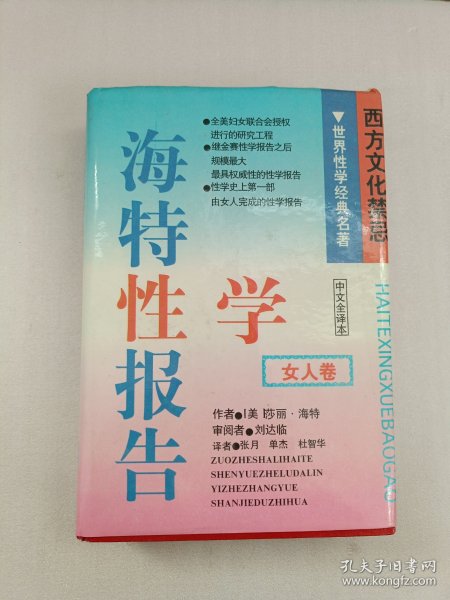 西方文化禁忌
▼世界性学经典名著
●全美妇女联合会授权
进行的研究工程
●继金赛性学报告之后
规模最大
最具权威性的性学报告
●性学史上第一部
由女人完成的性学报告
海特性学报告
中文全译本
女人卷
HAITEXINGXUEBAOGAO
作者●[美]莎丽·海特
审阅者●刘达临
译者●张月 单杰 杜智华
ZUOZHESHALIHAITE
SHENYUEZHELUDALIN
YIZHEZHANGYUE
SHANJIEDUZHIHUA
孔夫子旧书网
www.kongfz.com